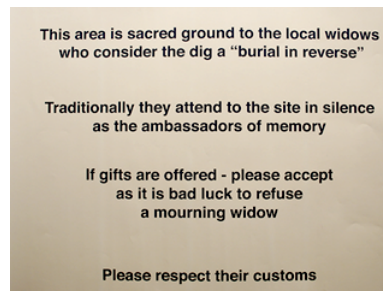 This area is sacred ground to the local widows
who consider the dig a “burial in reverse”
Traditionally they attend to the site in silence
as the ambassadors of memory
If gifts are offered - please accept
as it is bad luck to refuse
a mourning widow
Please respect their customs